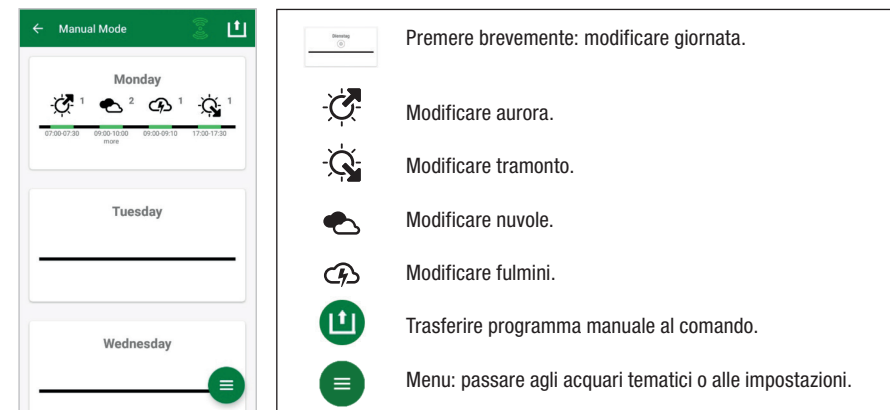 Manual Mode
Monday
1 2 1 1
07:00-07:30 09:00-10:00 09:00-09:10 17:00-17:30
more
Tuesday
Wednesday
Dienstag
Premere brevemente: modificare giornata.
Modificare aurora.
Modificare tramonto.
Modificare nuvole.
Modificare fulmini.
Trasferire programma manuale al comando.
Menu: passare agli acquari tematici o alle impostazioni.